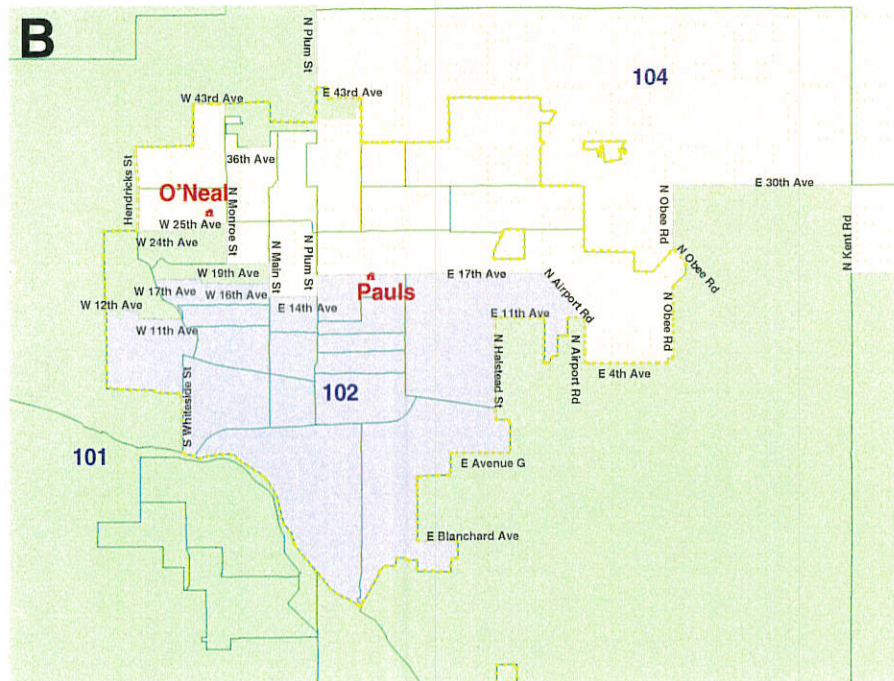 B
N Plum St
104
W 43rd Ave
E 43rd Ave
36th Ave
Hendricks St
O'Neal
N Monroe St
E 30th Ave
N Obee Rd
N Kent Rd
W 25th Ave
W 24th Ave
N Main St
N Plum St
N Obee Rd
W 19th Ave
Pauls
E 17th Ave
N Airport Rd
W 17th Ave
W 16th Ave
W 12th Ave
E 14th Ave
E 11th Ave
N Obee Rd
W 11th Ave
N Halstead St
N Airport Rd
E 4th Ave
S Whiteside St
102
101
E Avenue G
E Blanchard Ave